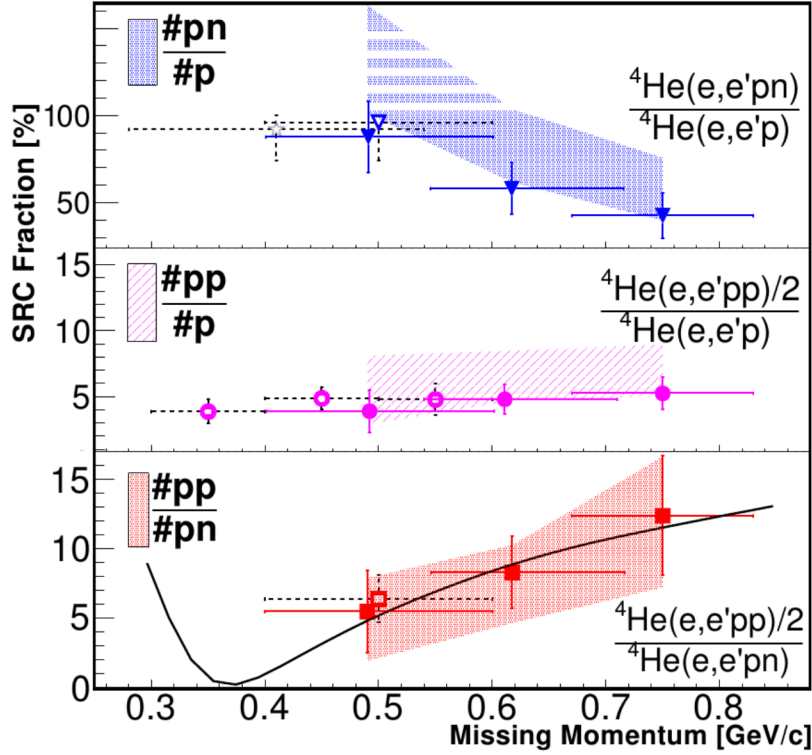 SRC Fraction [%]
#pn
#p
⁴He(e,e'pn)
⁴He(e,e'p)
100
50
#pp
#p
⁴He(e,e'pp)/2
⁴He(e,e'p)
15
10
5
#pp
#pn
⁴He(e,e'pp)/2
⁴He(e,e'pn)
15
10
5
0
0.3 0.4 0.5 0.6 0.7 0.8
Missing Momentum [GeV/c]